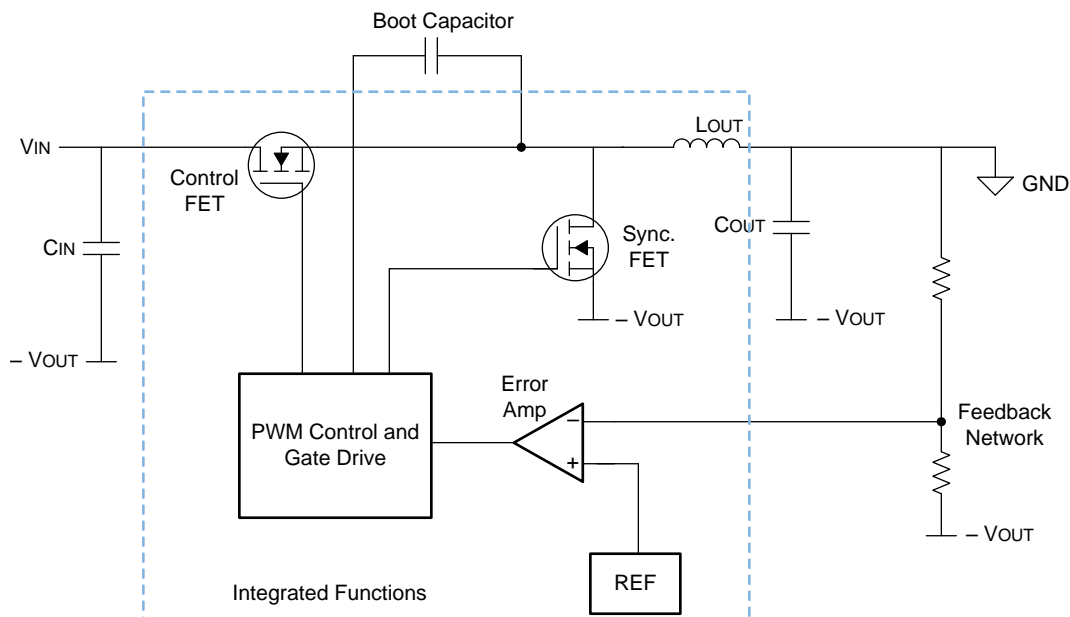 Boot Capacitor
VIN
LOUT
Control
FET
GND
CIN
Sync.
FET
COUT
– VOUT
– VOUT
– VOUT
Error
Amp
PWM Control and
Gate Drive
–
+
Feedback
Network
– VOUT
REF
Integrated Functions